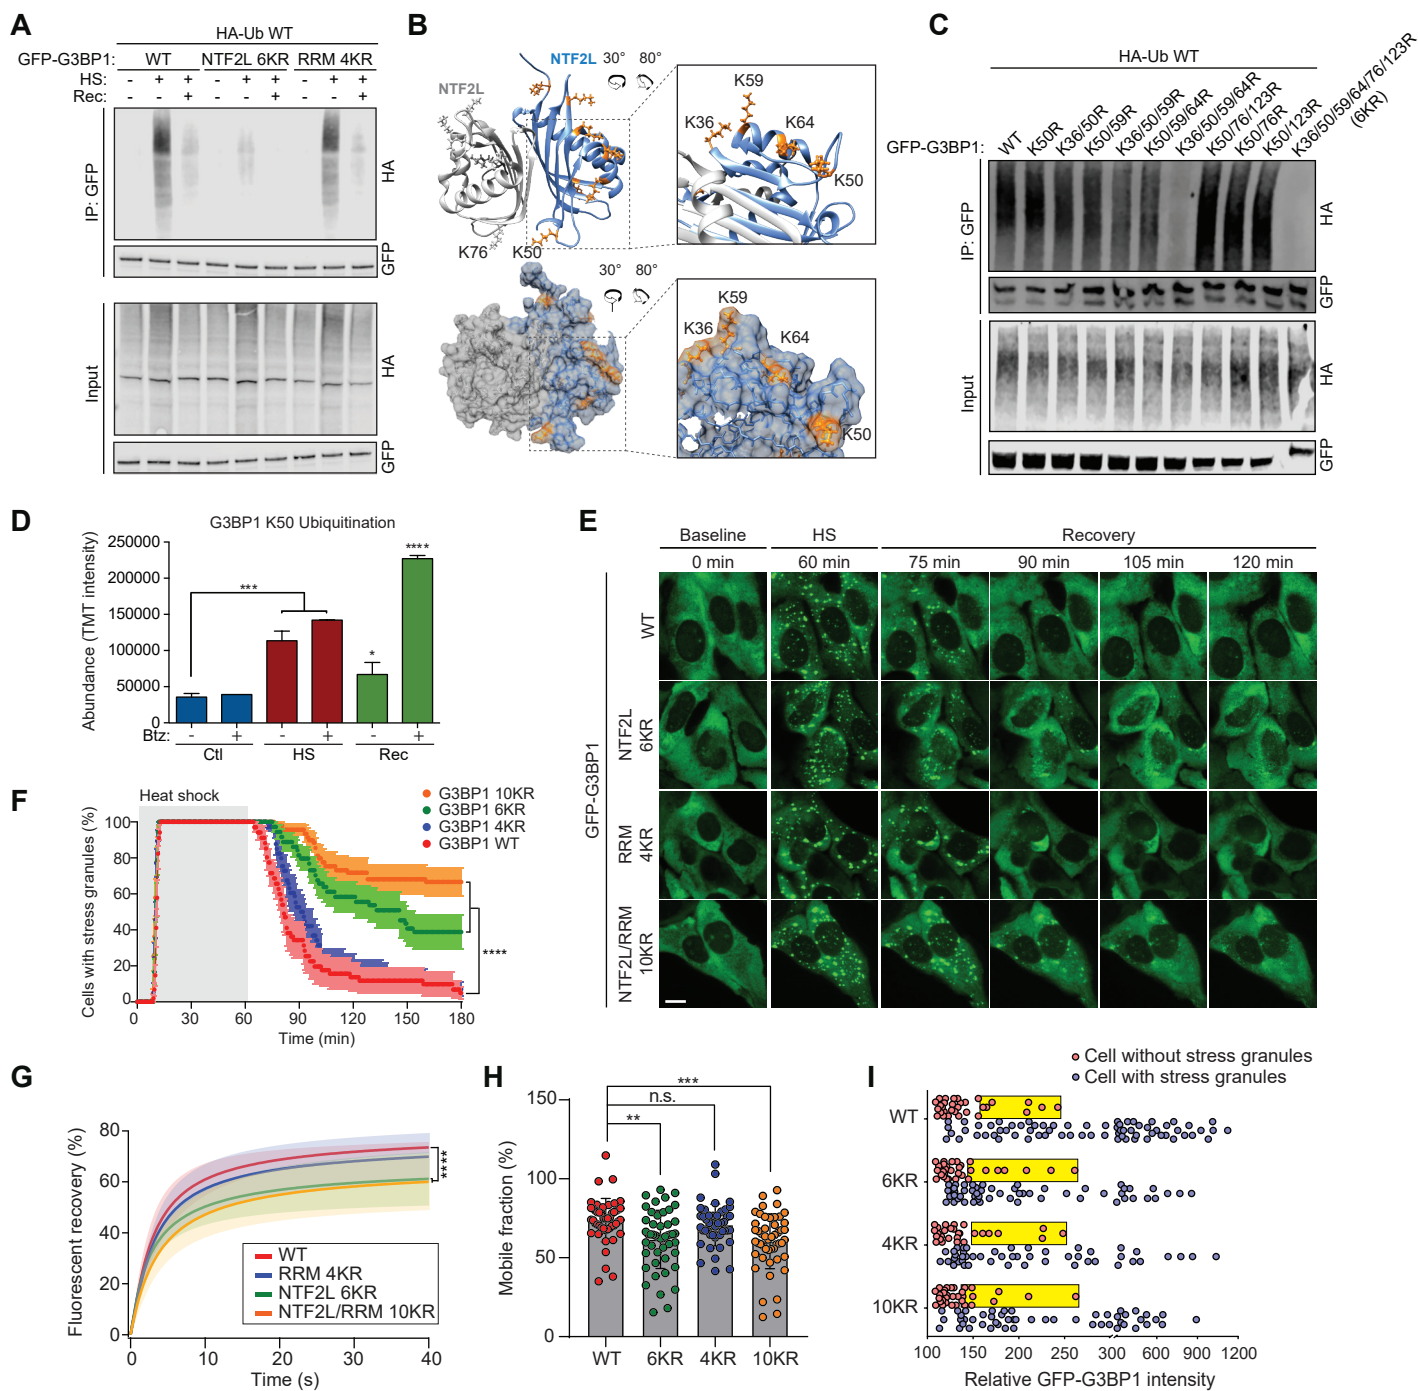 A
HA-Ub WT
GFP-G3BP1: WT NTF2L 6KR RRM 4KR
HS: - + + - + + - + +
Rec: + + +
IP: GFP
HA
GFP
Input
HA
GFP
B
NTF2L
NTF2L
30° 80°
K76 K50
K59
K36
K64
K50
30° 80°
K59
K36
K64
K50
C
HA-Ub WT
GFP-G3BP1:
WT
K50R
K36/50R
K50/59R
K36/50/59R
K50/59/64R
K36/50/59/64R
K50/76/123R
K50/76R
K50/123R
K36/50/59/64/76/123R
(6KR)
IP: GFP
HA
GFP
Input
HA
GFP
D
G3BP1 K50 Ubiquitination
Abundance (TMT intensity)
250000
200000
150000
100000
50000
0
***
*
****
Btz: - + - + - +
Ctl HS Rec
E
Baseline HS Recovery
0 min 60 min 75 min 90 min 105 min 120 min
GFP-G3BP1
WT
NTF2L
6KR
RRM
4KR
NTF2L/RRM
10KR
F
Heat shock
G3BP1 10KR
G3BP1 6KR
G3BP1 4KR
G3BP1 WT
Cells with stress granules (%)
100
80
60
40
20
0
****
0 30 60 90 120 150 180
Time (min)
G
Fluorescent recovery (%)
80
60
40
20
0
****
WT
RRM 4KR
NTF2L 6KR
NTF2L/RRM 10KR
0 10 20 30 40
Time (s)
H
Mobile fraction (%)
150
100
50
0
***
n.s.
**
WT 6KR 4KR 10KR
I
Cell without stress granules
Cell with stress granules
WT
6KR
4KR
10KR
100 150 200 250 300 600 900 1200
Relative GFP-G3BP1 intensity